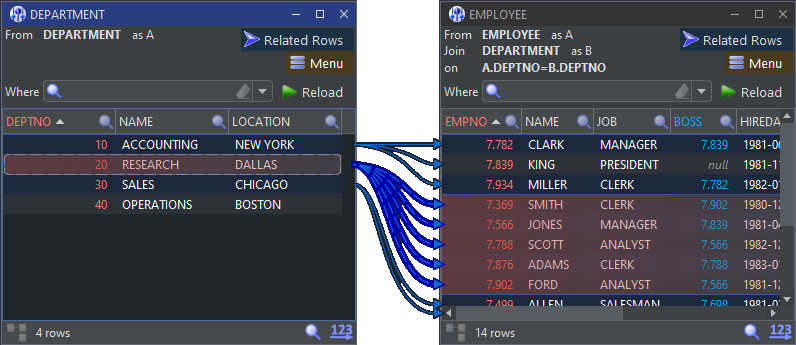 DEPARTMENT
From DEPARTMENT as A
Related Rows
Menu
Where
Reload
DEPTNO NAME LOCATION
10 ACCOUNTING NEW YORK
20 RESEARCH DALLAS
30 SALES CHICAGO
40 OPERATIONS BOSTON
4 rows
123
EMPLOYEE
From EMPLOYEE as A
Join DEPARTMENT as B
on A.DEPTNO=B.DEPTNO
Related Rows
Menu
Where
Reload
EMPNO NAME JOB BOSS HIREDA
7.782 CLARK MANAGER 7.839 1981-0
7.839 KING PRESIDENT null 1981-1
7.934 MILLER CLERK 7.782 1982-0
7.369 SMITH CLERK 7.902 1980-12
7.566 JONES MANAGER 7.839 1981-04
7.788 SCOTT ANALYST 7.566 1982-12
7.876 ADAMS CLERK 7.788 1983-01
7.902 FORD ANALYST 7.566 1981-12
7.499 ALLEN SALESMAN 7.698 1981-02
14 rows
123